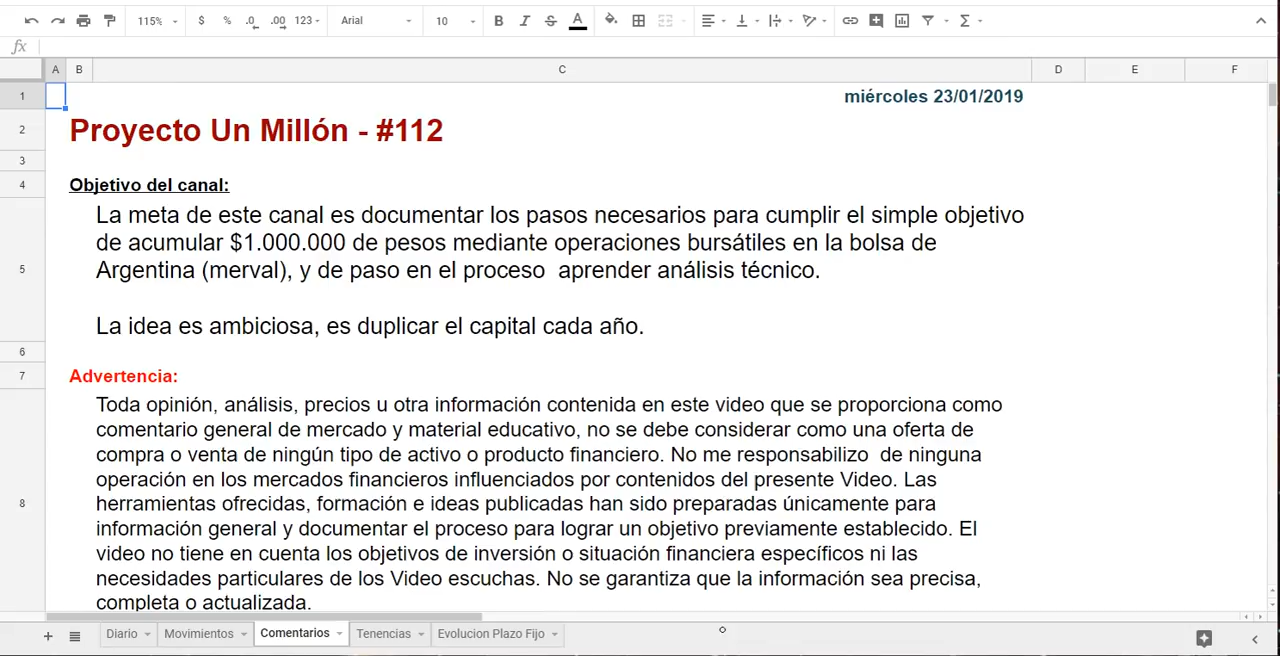 115% $ % .0 .00 123 Arial 10 B I S A
fx
A B C D E F
1 miércoles 23/01/2019
2 Proyecto Un Millón - #112
3
4 Objetivo del canal:
La meta de este canal es documentar los pasos necesarios para cumplir el simple objetivo
de acumular $1.000.000 de pesos mediante operaciones bursátiles en la bolsa de
5 Argentina (merval), y de paso en el proceso aprender análisis técnico.
La idea es ambiciosa, es duplicar el capital cada año.
6
7 Advertencia:
Toda opinión, análisis, precios u otra información contenida en este video que se proporciona como
comentario general de mercado y material educativo, no se debe considerar como una oferta de
compra o venta de ningún tipo de activo o producto financiero. No me responsabilizo de ninguna
operación en los mercados financieros influenciados por contenidos del presente Video. Las
8 herramientas ofrecidas, formación e ideas publicadas han sido preparadas únicamente para
información general y documentar el proceso para lograr un objetivo previamente establecido. El
video no tiene en cuenta los objetivos de inversión o situación financiera específicos ni las
necesidades particulares de los Video escuchas. No se garantiza que la información sea precisa,
completa o actualizada.
Diario Movimientos Comentarios Tenencias Evolucion Plazo Fijo